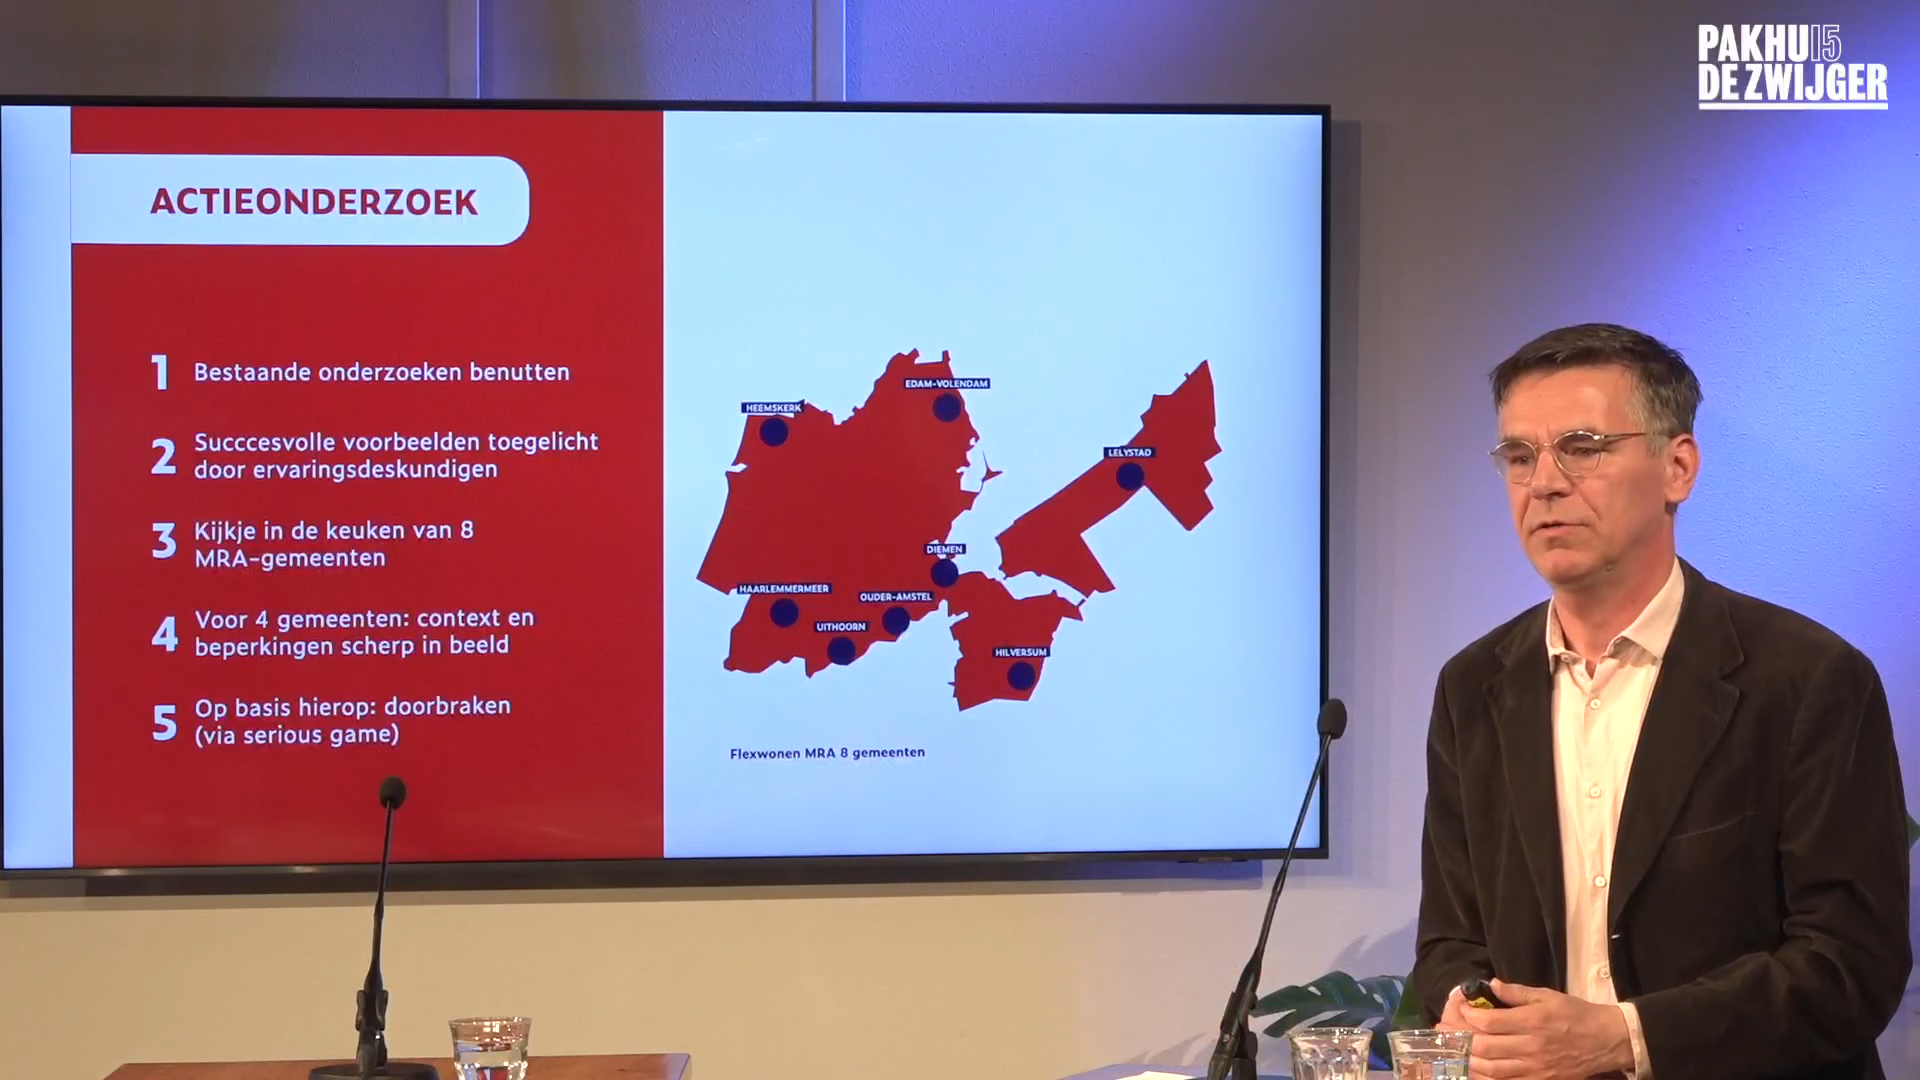 PAKHU15
DE ZWIJGER
ACTIEONDERZOEK
1 Bestaande onderzoeken benutten
2 Succcesvolle voorbeelden toegelicht
door ervaringsdeskundigen
3 Kijkje in de keuken van 8
MRA-gemeenten
4 Voor 4 gemeenten: context en
beperkingen scherp in beeld
5 Op basis hierop: doorbraken
(via serious game)
EDAM-VOLENDAM
HEEMSKERK
LELYSTAD
DIEMEN
HAARLEMMERMEER
OUDER-AMSTEL
UITHOORN
HILVERSUM
Flexwonen MRA 8 gemeenten